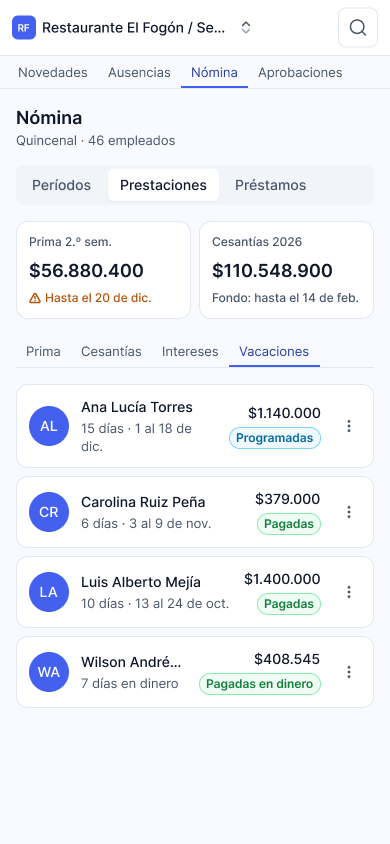 RF Restaurante El Fogón / Se...
Novedades Ausencias Nómina Aprobaciones
Nómina
Quincenal · 46 empleados
Períodos Prestaciones Préstamos
Prima 2.º sem.
$56.880.400
Hasta el 20 de dic.
Cesantías 2026
$110.548.900
Fondo: hasta el 14 de feb.
Prima Cesantías Intereses Vacaciones
AL
Ana Lucía Torres
15 días · 1 al 18 de
dic.
$1.140.000
Programadas
CR
Carolina Ruiz Peña
6 días · 3 al 9 de nov.
$379.000
Pagadas
LA
Luis Alberto Mejía
10 días · 13 al 24 de oct.
$1.400.000
Pagadas
WA
Wilson André...
7 días en dinero
$408.545
Pagadas en dinero